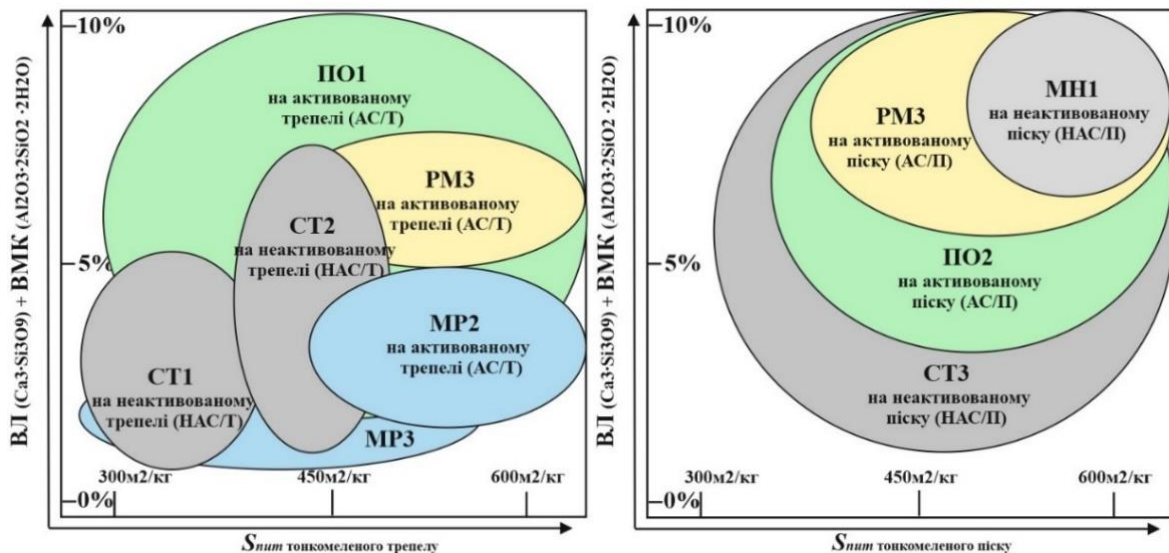 ВЛ (Ca3·Si3O9) + ВМК (Al2O3·2SiO2 ·2H2O)
10%
ПО1
на активованому
трепелі (АС/Т)
РМ3
на активованому
трепелі (АС/Т)
СТ2
на неактивованому
трепелі (НАС/Т)
5%
МР2
на активованому
трепелі (АС/Т)
СТ1
на неактивованому
трепелі (НАС/Т)
МР3
300м2/кг
450м2/кг
600м2/кг
0%
Sпит тонкомеленого трепелу
ВЛ (Ca3·Si3O9) + ВМК (Al2O3·2SiO2 ·2H2O)
10%
МН1
на неактивованому
піску (НАС/П)
РМ3
на активованому
піску (АС/П)
5%
ПО2
на активованому
піску (АС/П)
СТ3
на неактивованому
піску (НАС/П)
300м2/кг
450м2/кг
600м2/кг
0%
Sпит тонкомеленого піску